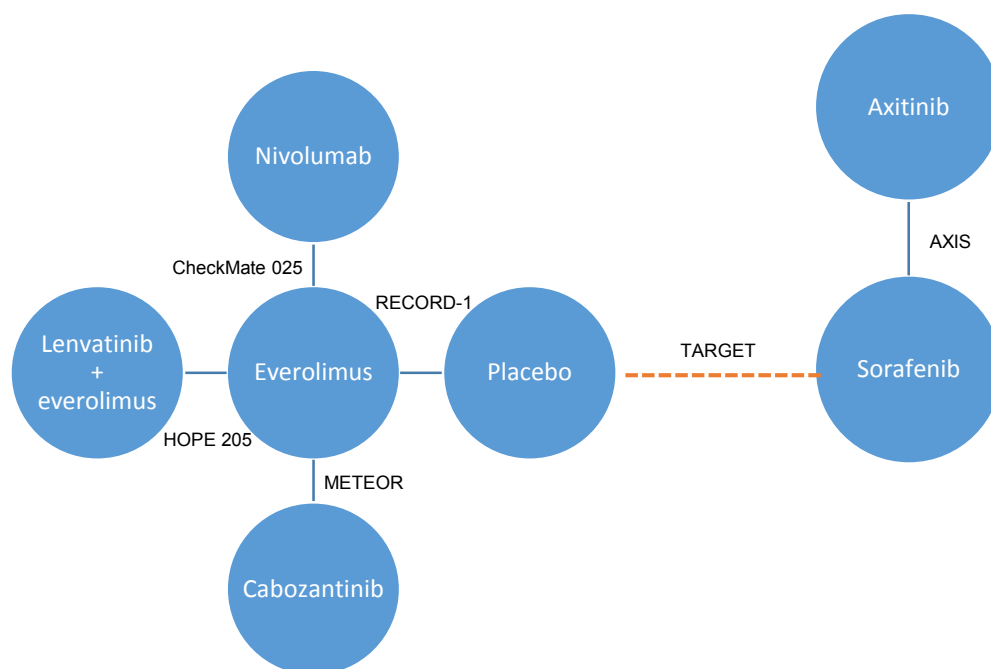 Axitinib
Nivolumab
AXIS
CheckMate 025
RECORD-1
Lenvatinib
+
everolimus
Everolimus
Placebo
TARGET
Sorafenib
HOPE 205
METEOR
Cabozantinib